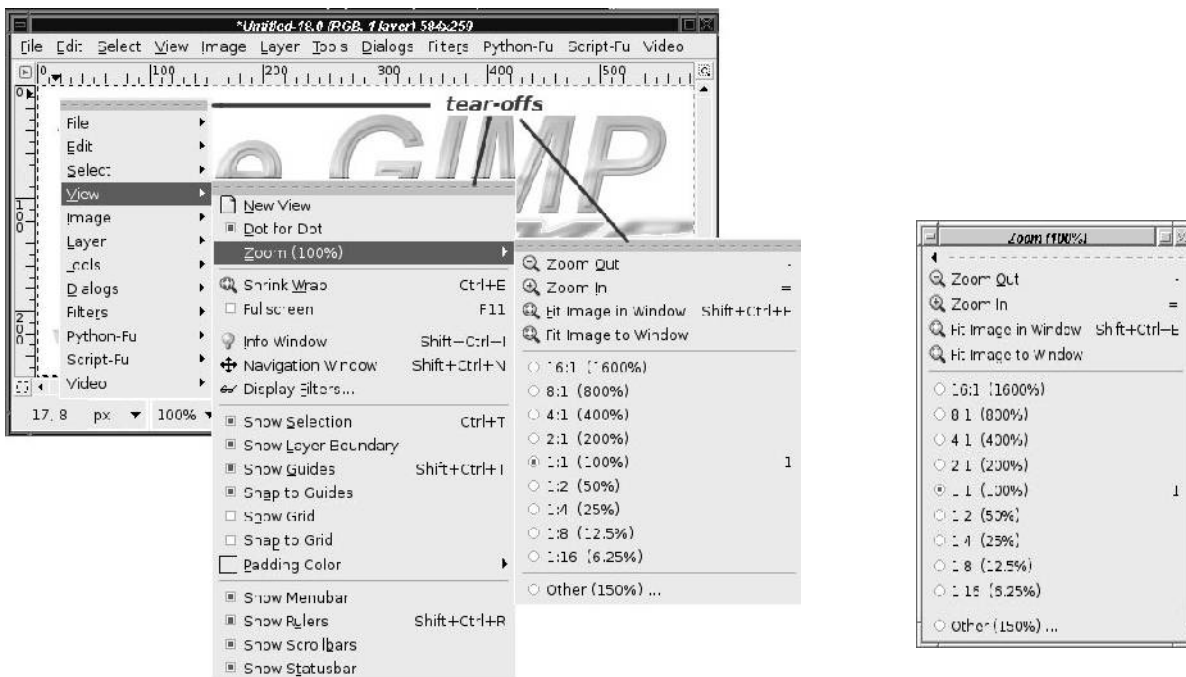 *Untitled-18.0 (RGB, 1 layer) 584x259
File Edit Select View Image Layer Tools Dialogs Filters Python-Fu Script-Fu Video
0 100 200 300 400 500
tear-offs
e GIMP
File
Edit
Select
View
Image
Layer
Tools
Dialogs
Filters
Python-Fu
Script-Fu
Video
17.8 px 100%
New View
Dot for Dot
Zoom (100%)
Shrink Wrap Ctrl+E
Fullscreen F11
Info Window Shift+Ctrl+I
Navigation Window Shift+Ctrl+N
Display Filters...
Show Selection Ctrl+T
Show Layer Boundary
Show Guides Shift+Ctrl+T
Snap to Guides
Show Grid
Snap to Grid
Padding Color
Show Menubar
Show Rulers Shift+Ctrl+R
Show Scrollbars
Show Statusbar
Zoom Out -
Zoom In =
Fit Image in Window Shift+Ctrl+E
Fit Image to Window
16:1 (1600%)
8:1 (800%)
4:1 (400%)
2:1 (200%)
1:1 (100%) 1
1:2 (50%)
1:4 (25%)
1:8 (12.5%)
1:16 (6.25%)
Other (150%) ...
Zoom (100%)
Zoom Out -
Zoom In =
Fit Image in Window Shift+Ctrl+E
Fit Image to Window
16:1 (1600%)
8:1 (800%)
4:1 (400%)
2:1 (200%)
1:1 (100%) 1
1:2 (50%)
1:4 (25%)
1:8 (12.5%)
1:16 (6.25%)
Other (150%) ...